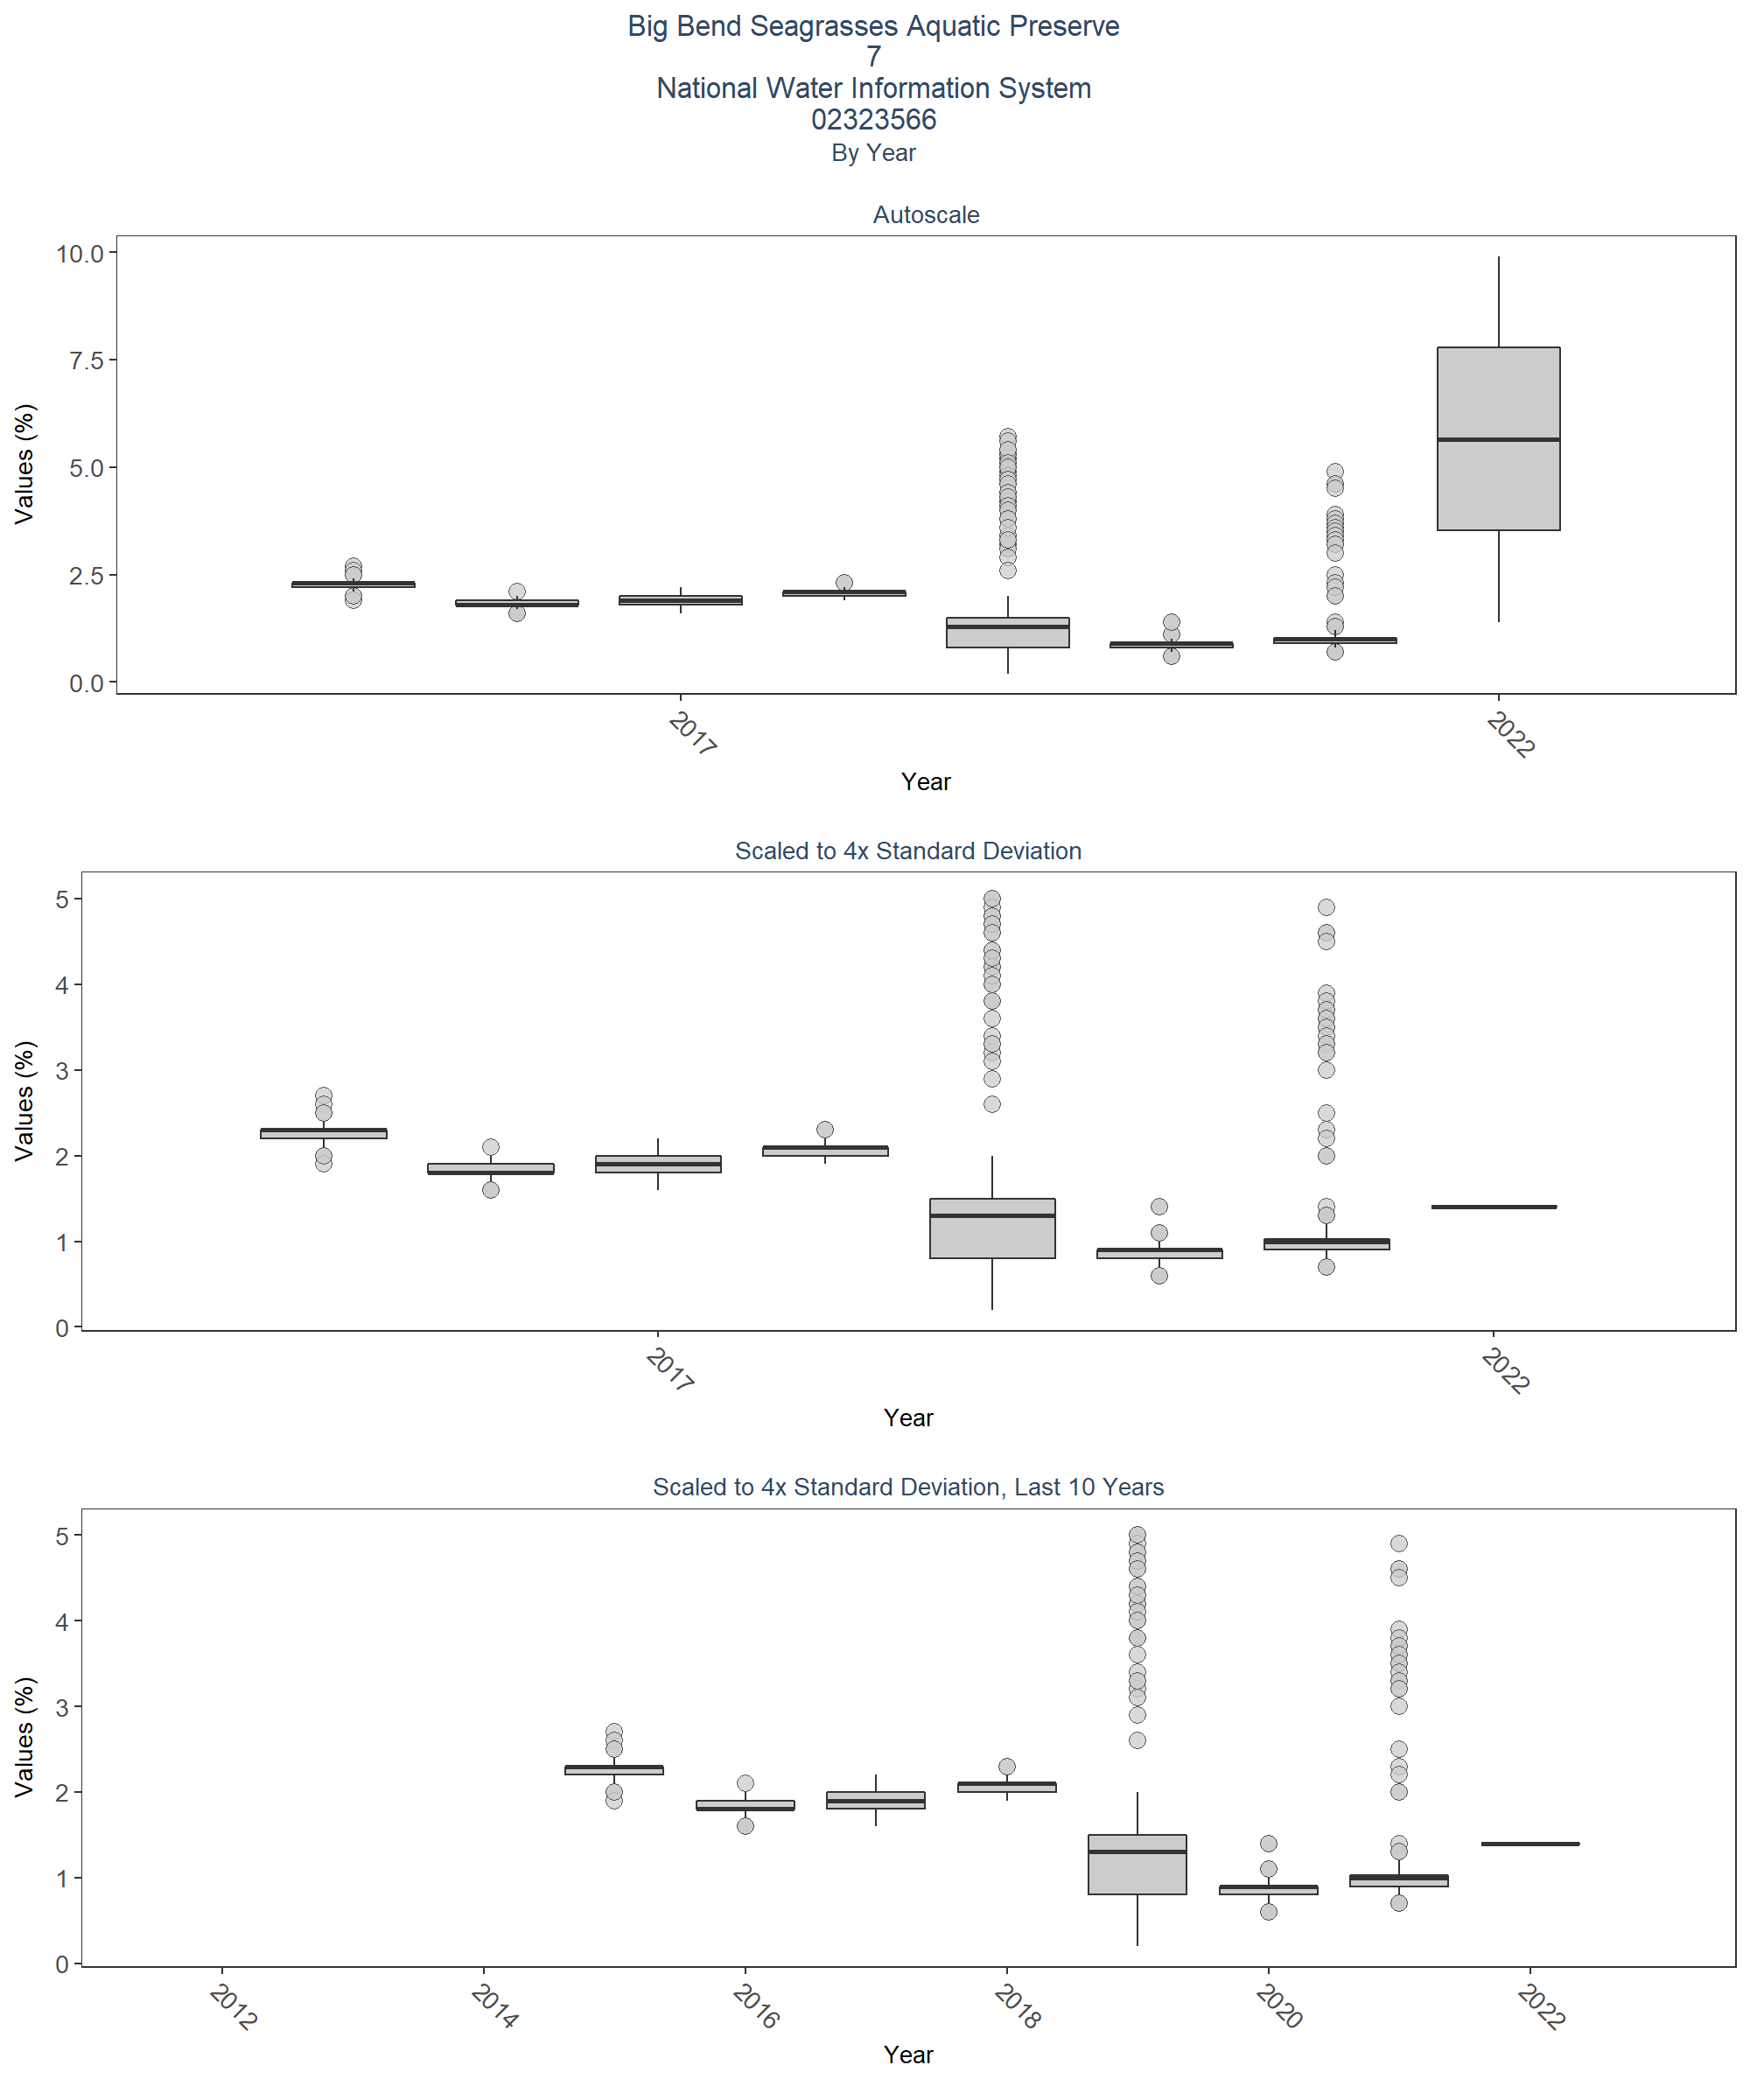 Big Bend Seagrasses Aquatic Preserve
7
National Water Information System
02323566
By Year
Autoscale
10.0
7.5
5.0
2.5
0.0
Values (%)
2017
2022
Year
Scaled to 4x Standard Deviation
5
4
3
2
1
0
Values (%)
2017
2022
Year
Scaled to 4x Standard Deviation, Last 10 Years
5
4
3
2
1
0
Values (%)
2012
2014
2016
2018
2020
2022
Year